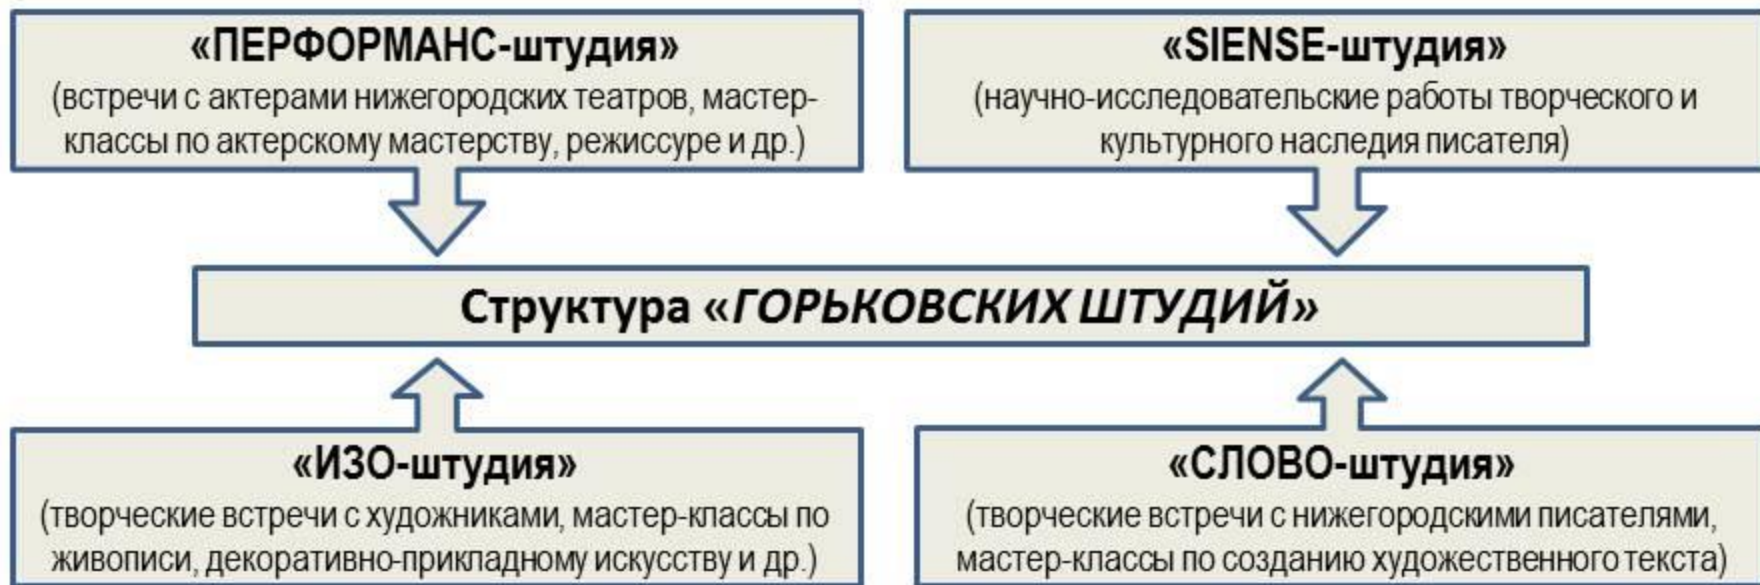 «ПЕРФОРМАНС-штудия»
(встречи с актерами нижегородских театров, мастер-
классы по актерскому мастерству, режиссуре и др.)
«SIENSE-штудия»
(научно-исследовательские работы творческого и
культурного наследия писателя)
Структура «ГОРЬКОВСКИХ ШТУДИЙ»
«ИЗО-штудия»
(творческие встречи с художниками, мастер-классы по
живописи, декоративно-прикладному искусству и др.)
«СЛОВО-штудия»
(творческие встречи с нижегородскими писателями,
мастер-классы по созданию художественного текста)